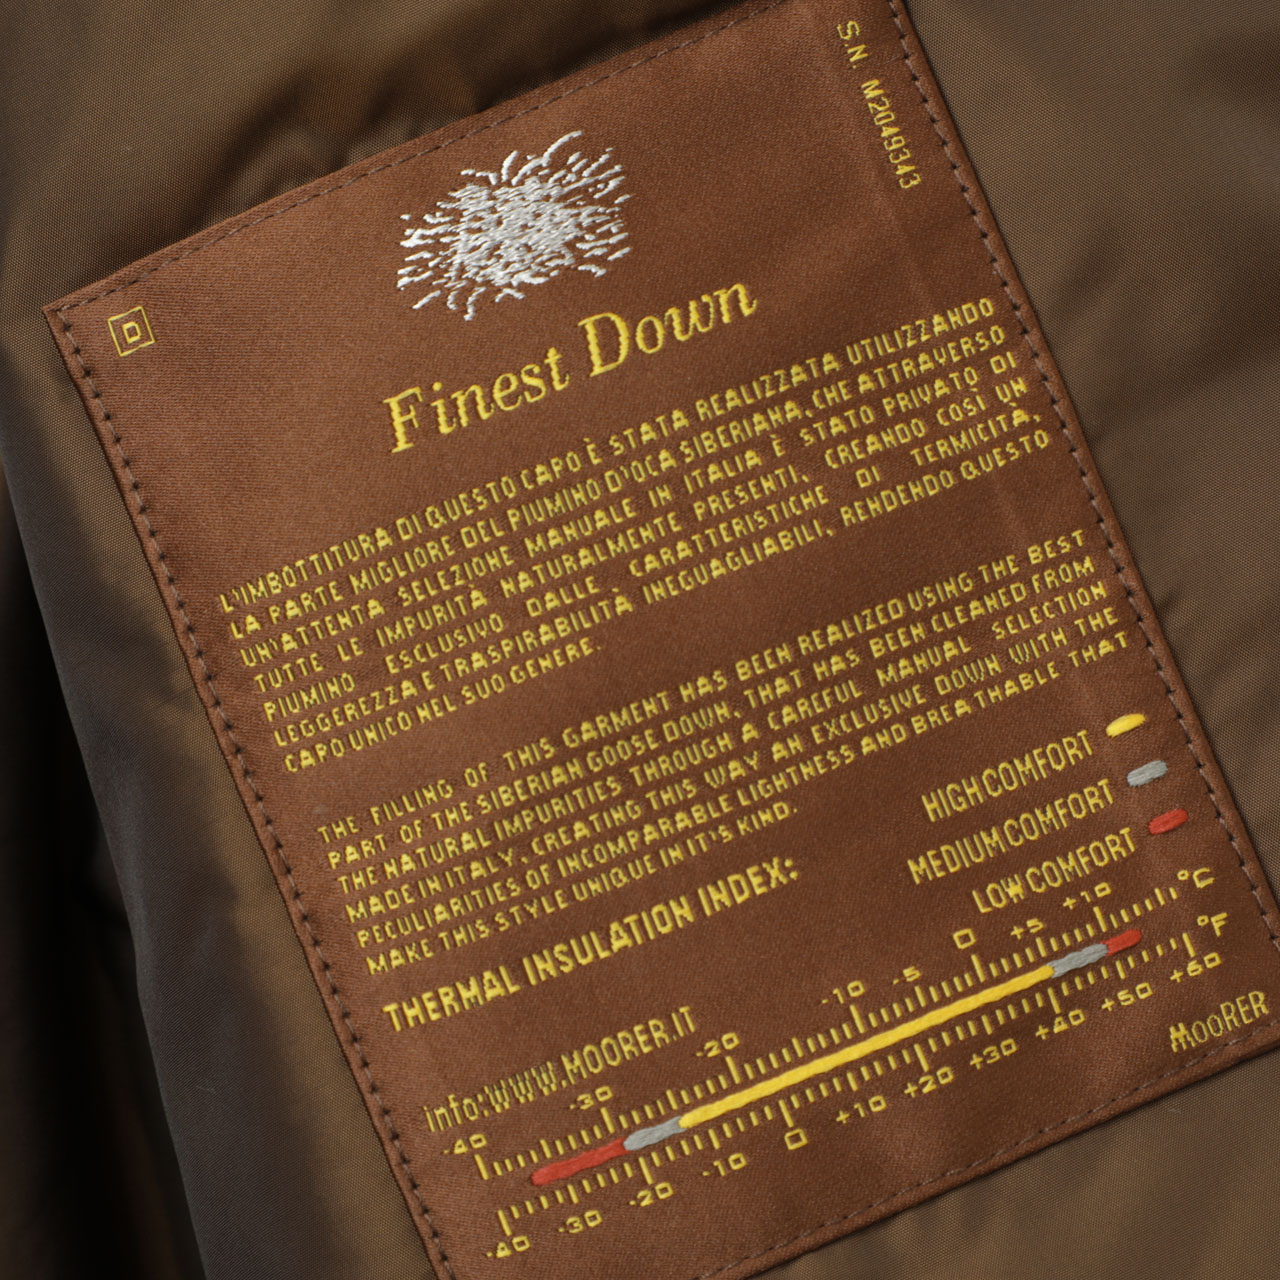 S.N. M2049343
D
Finest Down
L'IMBOTTITURA DI QUESTO CAPO È STATA REALIZZATA UTILIZZANDO
LA PARTE MIGLIORE DEL PIUMINO D'OCA SIBERIANA, CHE ATTRAVERSO
UN'ATTENTA SELEZIONE MANUALE IN ITALIA È STATO PRIVATO DI
TUTTE LE IMPURITÀ NATURALMENTE PRESENTI, CREANDO COSÌ UN
PIUMINO ESCLUSIVO DALLE CARATTERISTICHE DI TERMICITÀ,
LEGGEREZZA E TRASPIRABILITÀ INEGUAGLIABILI, RENDENDO QUESTO
CAPO UNICO NEL SUO GENERE.
THE FILLING OF THIS GARMENT HAS BEEN REALIZED USING THE BEST
PART OF THE SIBERIAN GOOSE DOWN, THAT HAS BEEN CLEANED FROM
THE NATURAL IMPURITIES THROUGH A CAREFUL MANUAL SELECTION
MADE IN ITALY, CREATING THIS WAY AN EXCLUSIVE DOWN WITH THE
PECULIARITIES OF INCOMPARABLE LIGHTNESS AND BREATHABLE THAT
MAKE THIS STYLE UNIQUE IN IT'S KIND.
HIGH COMFORT
MEDIUM COMFORT
LOW COMFORT
THERMAL INSULATION INDEX:
info:WWW.MOORER.IT
-40 -30 -20 -10 -5 0 +5 +10 °C
-40 -30 -20 -10 0 +10 +20 +30 +40 +50 +60 °F
MOORER